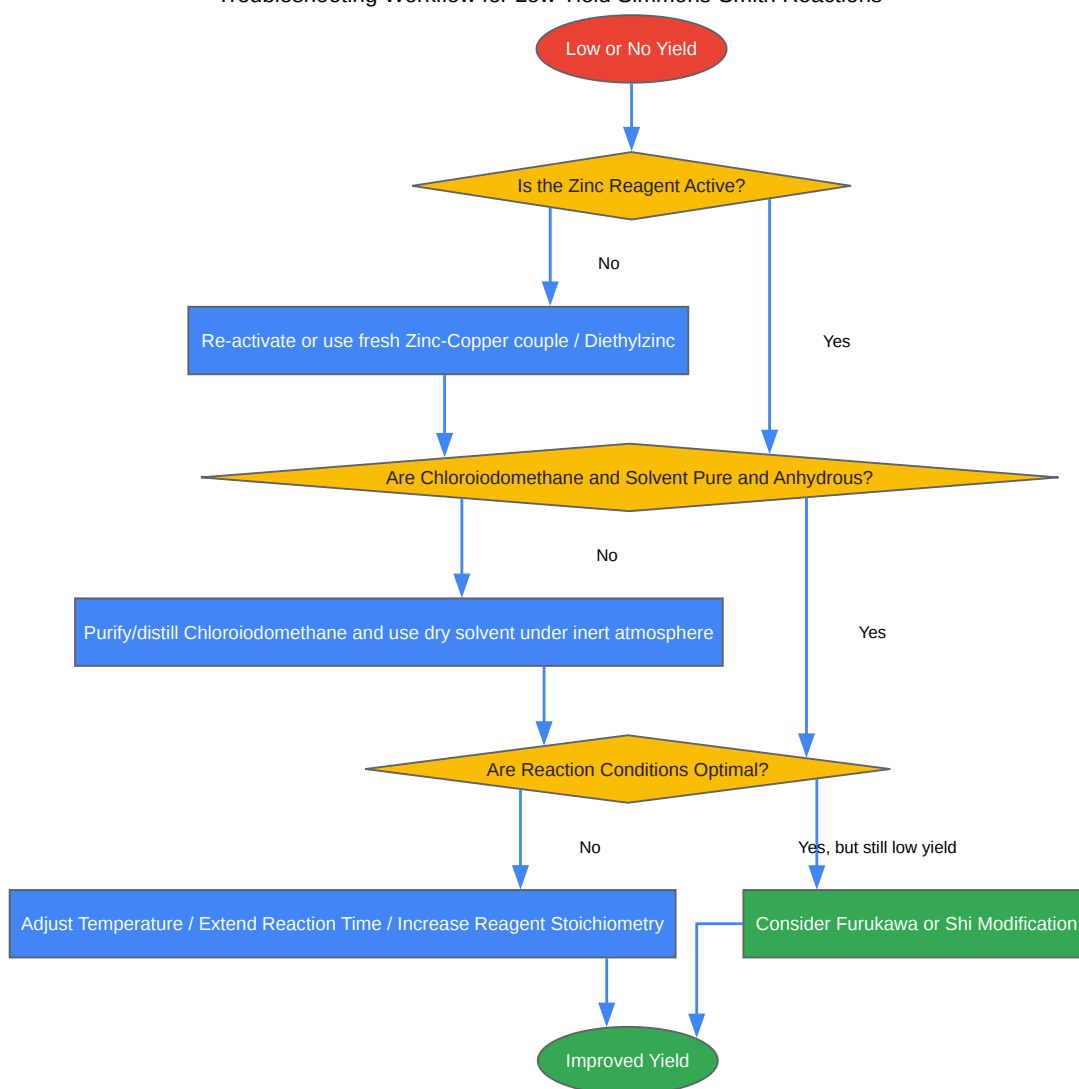 Troubleshooting Workflow for Low-Yield Simmons-Smith Reactions
Low or No Yield
Is the Zinc Reagent Active?
No
Re-activate or use fresh Zinc-Copper couple / Diethylzinc
Yes
Are Chloroiodomethane and Solvent Pure and Anhydrous?
No
Purify/distill Chloroiodomethane and use dry solvent under inert atmosphere
Yes
Are Reaction Conditions Optimal?
No
Yes, but still low yield
Adjust Temperature / Extend Reaction Time / Increase Reagent Stoichiometry
Consider Furukawa or Shi Modification
Improved Yield